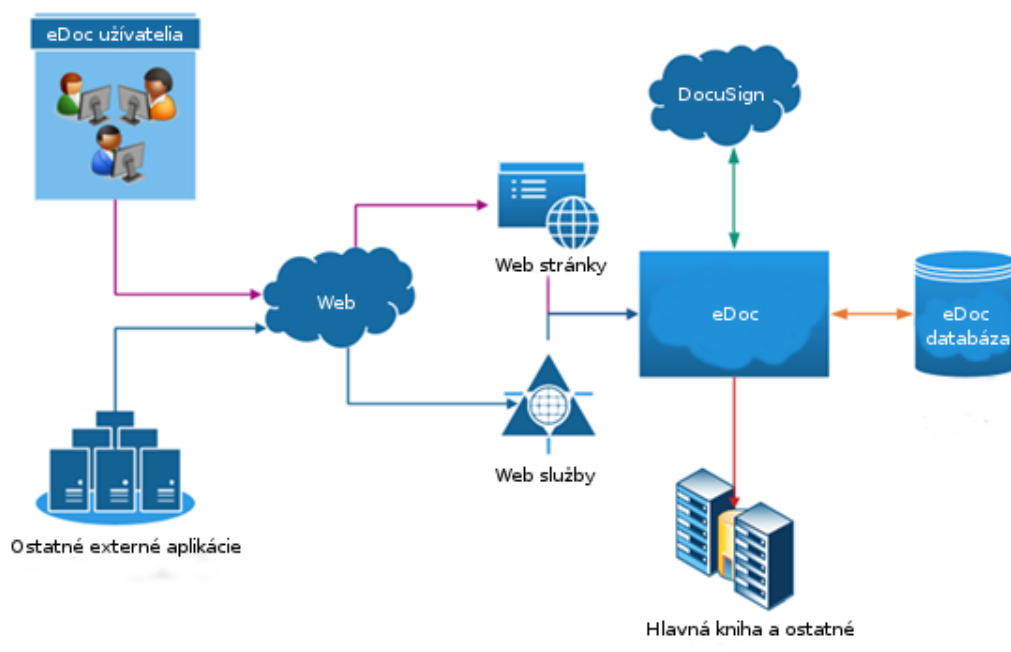 eDoc užívatelia
DocuSign
Web stránky
Web
eDoc
eDoc
databáza
Web služby
Ostatné externé aplikácie
Hlavná kniha a ostatné